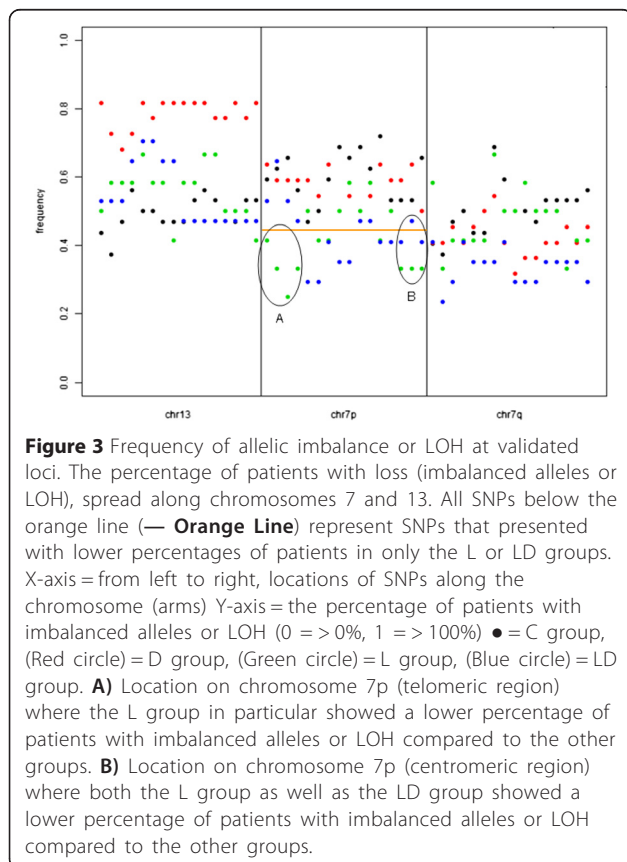 1.0
0.8
0.6
0.4
0.2
0.0
frequency
A
B
chr13
chr7p
chr7q
Figure 3 Frequency of allelic imbalance or LOH at validated
loci. The percentage of patients with loss (imbalanced alleles or
LOH), spread along chromosomes 7 and 13. All SNPs below the
orange line (— Orange Line) represent SNPs that presented
with lower percentages of patients in only the L or LD groups.
X-axis = from left to right, locations of SNPs along the
chromosome (arms) Y-axis = the percentage of patients with
imbalanced alleles or LOH (0 = > 0%, 1 = > 100%) ● = C group,
(Red circle) = D group, (Green circle) = L group, (Blue circle) = LD
group. A) Location on chromosome 7p (telomeric region)
where the L group in particular showed a lower percentage of
patients with imbalanced alleles or LOH compared to the other
groups. B) Location on chromosome 7p (centromeric region)
where both the L group as well as the LD group showed a
lower percentage of patients with imbalanced alleles or LOH
compared to the other groups.